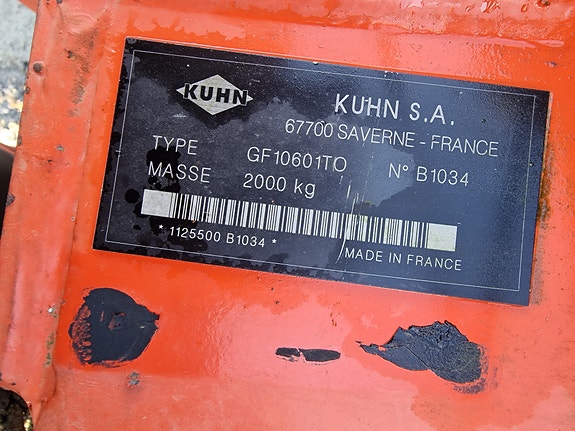 KUHN
KUHN S.A.
67700 SAVERNE - FRANCE
TYPE GF10601TO N° B1034
MASSE 2000 kg
* 1125500 B1034 *
MADE IN FRANCE